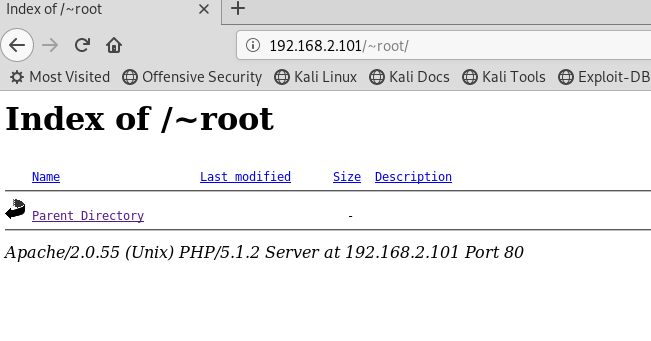 Index of /~root
192.168.2.101/~root/
Most Visited Offensive Security Kali Linux Kali Docs Kali Tools Exploit-DB
Index of /~root
Name Last modified Size Description
Parent Directory -
Apache/2.0.55 (Unix) PHP/5.1.2 Server at 192.168.2.101 Port 80